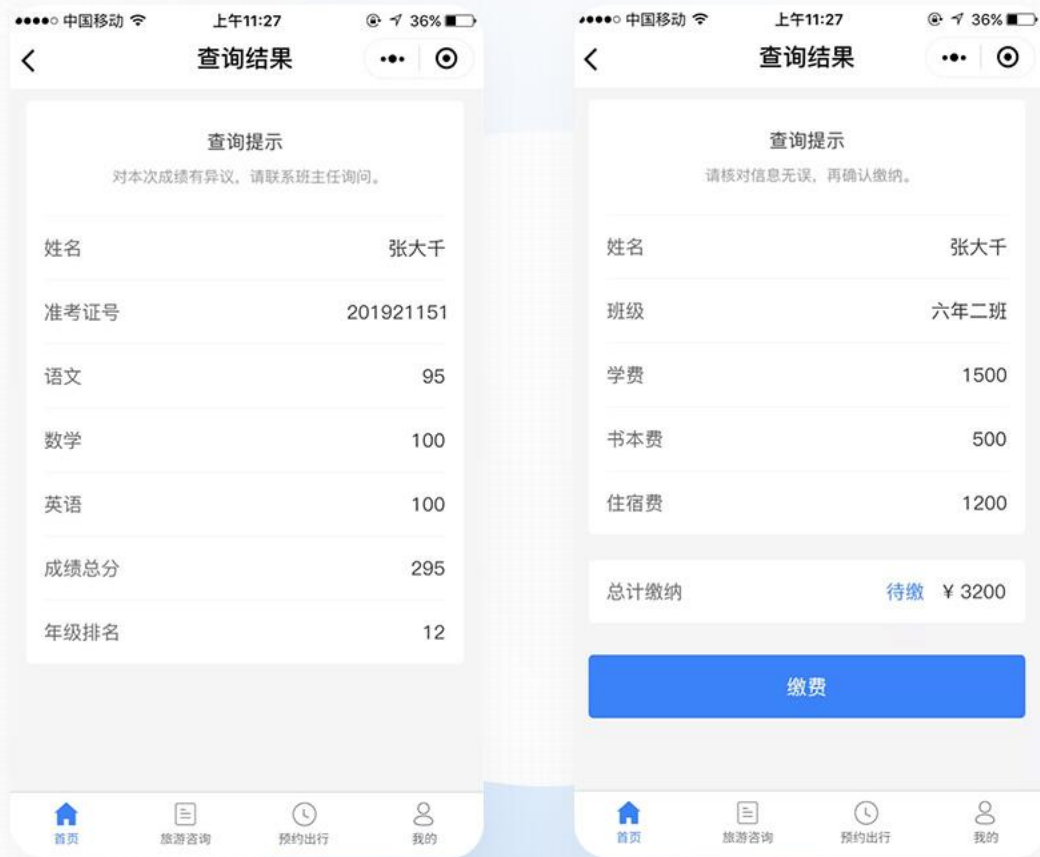 中国移动 上午11:27 36%
查询结果
查询提示
对本次成绩有异议，请联系班主任询问。
姓名 张大千
准考证号 201921151
语文 95
数学 100
英语 100
成绩总分 295
年级排名 12
首页 旅游咨询 预约出行 我的
中国移动 上午11:27 36%
查询结果
查询提示
请核对信息无误，再确认缴纳。
姓名 张大千
班级 六年二班
学费 1500
书本费 500
住宿费 1200
总计缴纳 待缴 ¥ 3200
缴费
首页 旅游咨询 预约出行 我的